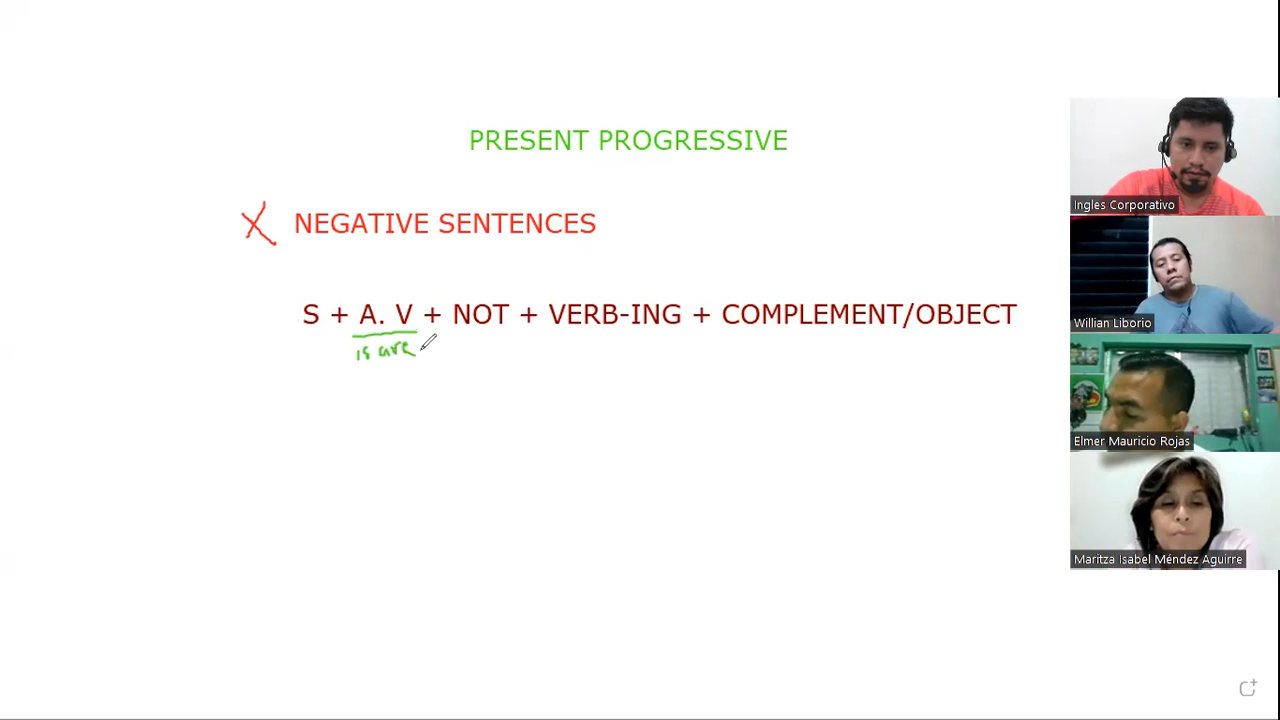 PRESENT PROGRESSIVE
X NEGATIVE SENTENCES
S + A. V + NOT + VERB-ING + COMPLEMENT/OBJECT
is are
Ingles Corporativo
Willian Liborio
Elmer Mauricio Rojas
Maritza Isabel Méndez Aguirre